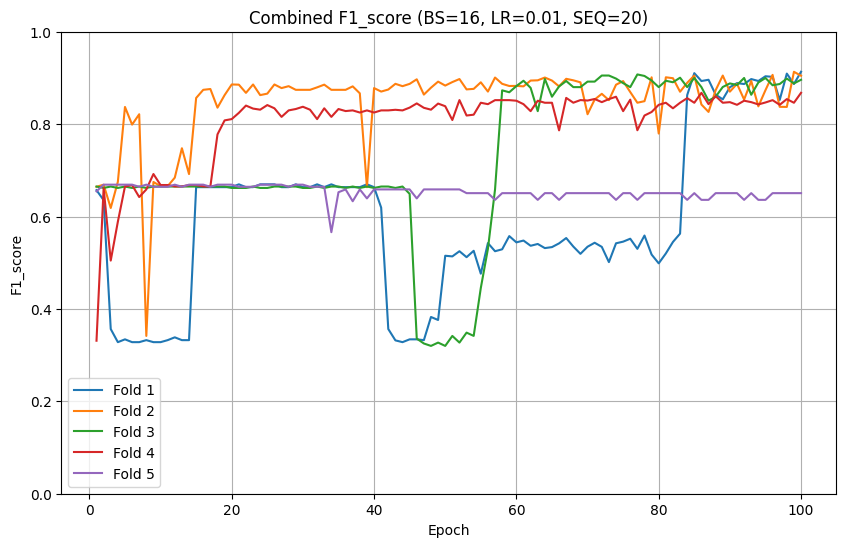 Combined F1_score (BS=16, LR=0.01, SEQ=20)
1.0
0.8
0.6
0.4
0.2
0.0
F1_score
Fold 1
Fold 2
Fold 3
Fold 4
Fold 5
0 20 40 60 80 100
Epoch